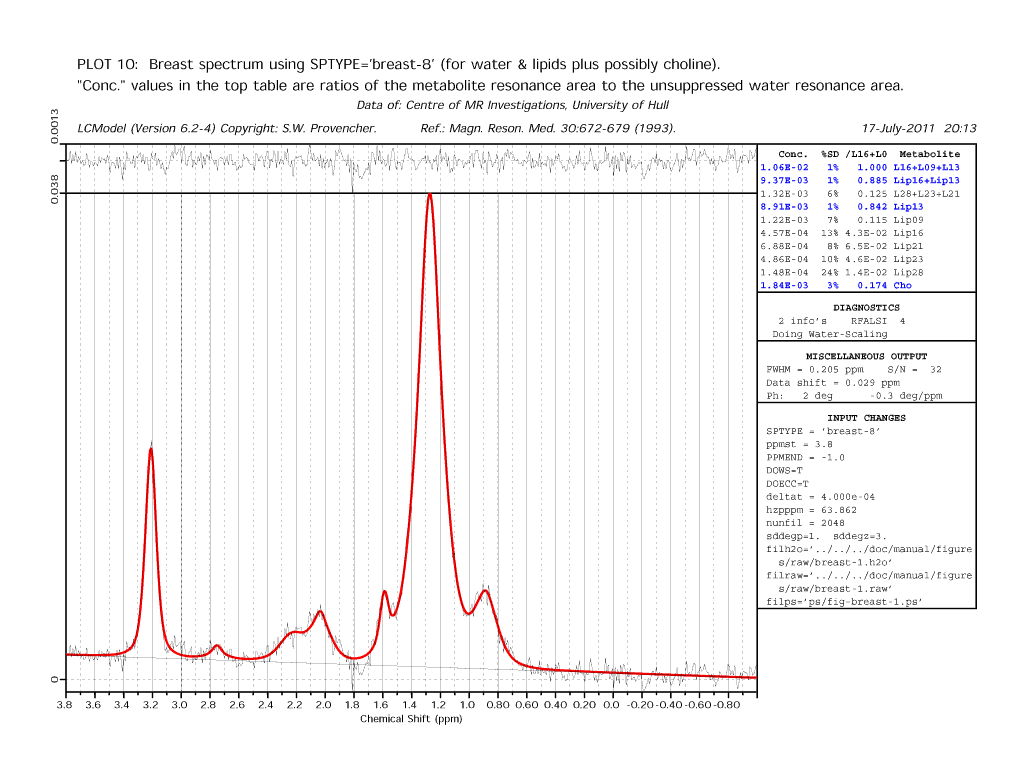 PLOT 10:  Breast spectrum using SPTYPE='breast-8' (for water & lipids plus possibly choline).
"Conc." values in the top table are ratios of the metabolite resonance area to the unsuppressed water resonance area.
Data of: Centre of MR Investigations, University of Hull
LCModel (Version 6.2-4) Copyright: S.W. Provencher.   Ref.: Magn. Reson. Med. 30:672-679 (1993).   17-July-2011  20:13
0.0013
0.038
0
3.8 3.6 3.4 3.2 3.0 2.8 2.6 2.4 2.2 2.0 1.8 1.6 1.4 1.2 1.0 0.80 0.60 0.40 0.20 0.0 -0.20 -0.40 -0.60 -0.80
Chemical Shift (ppm)
Conc.  %SD /L16+L0  Metabolite
1.06E-02  1%  1.000 L16+L09+L13
9.37E-03  1%  0.885 Lip16+Lip13
1.32E-03  6%  0.125 L28+L23+L21
8.91E-03  1%  0.842 Lip13
1.22E-03  7%  0.115 Lip09
4.57E-04  13% 4.3E-02 Lip16
6.88E-04  8% 6.5E-02 Lip21
4.86E-04  10% 4.6E-02 Lip23
1.48E-04  24% 1.4E-02 Lip28
1.84E-03  3%  0.174 Cho
DIAGNOSTICS
2 info's    RFALSI  4
Doing Water-Scaling
MISCELLANEOUS OUTPUT
FWHM = 0.205 ppm    S/N =  32
Data shift = 0.029 ppm
Ph:   2 deg      -0.3 deg/ppm
INPUT CHANGES
SPTYPE = 'breast-8'
ppmst = 3.8
PPMEND = -1.0
DOWS=T
DOECC=T
deltat = 4.000e-04
hzpppm = 63.862
nunfil = 2048
sddegp=1.  sddegz=3.
filh2o='../../../doc/manual/figure
s/raw/breast-1.h2o'
filraw='../../../doc/manual/figure
s/raw/breast-1.raw'
filps='ps/fig-breast-1.ps'